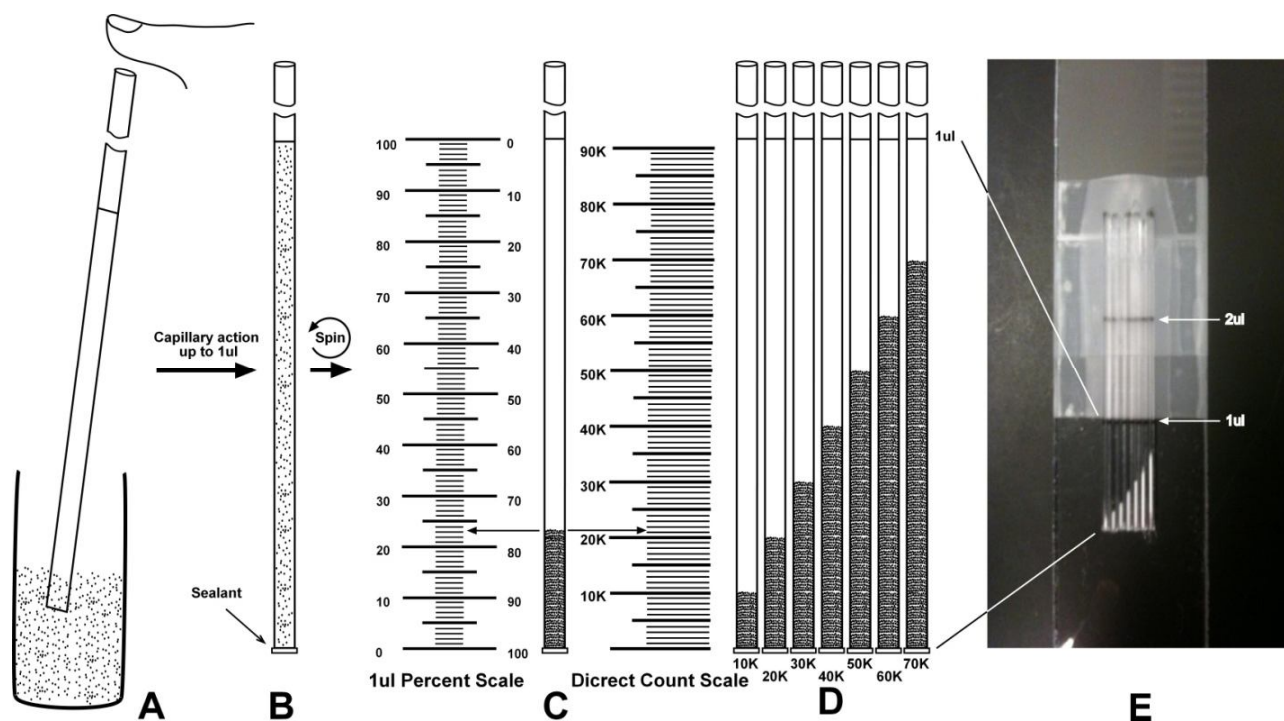 Capillary action
up to 1ul
Sealant
Spin
100 0
90 10
80 20
70 30
60 40
50 50
40 60
30 70
20 80
10 90
0 100
1ul Percent Scale
90K
80K
70K
60K
50K
40K
30K
20K
10K
Dicrect Count Scale
10K
20K
30K
40K
50K
60K
70K
1ul
2ul
1ul
A
B
C
D
E